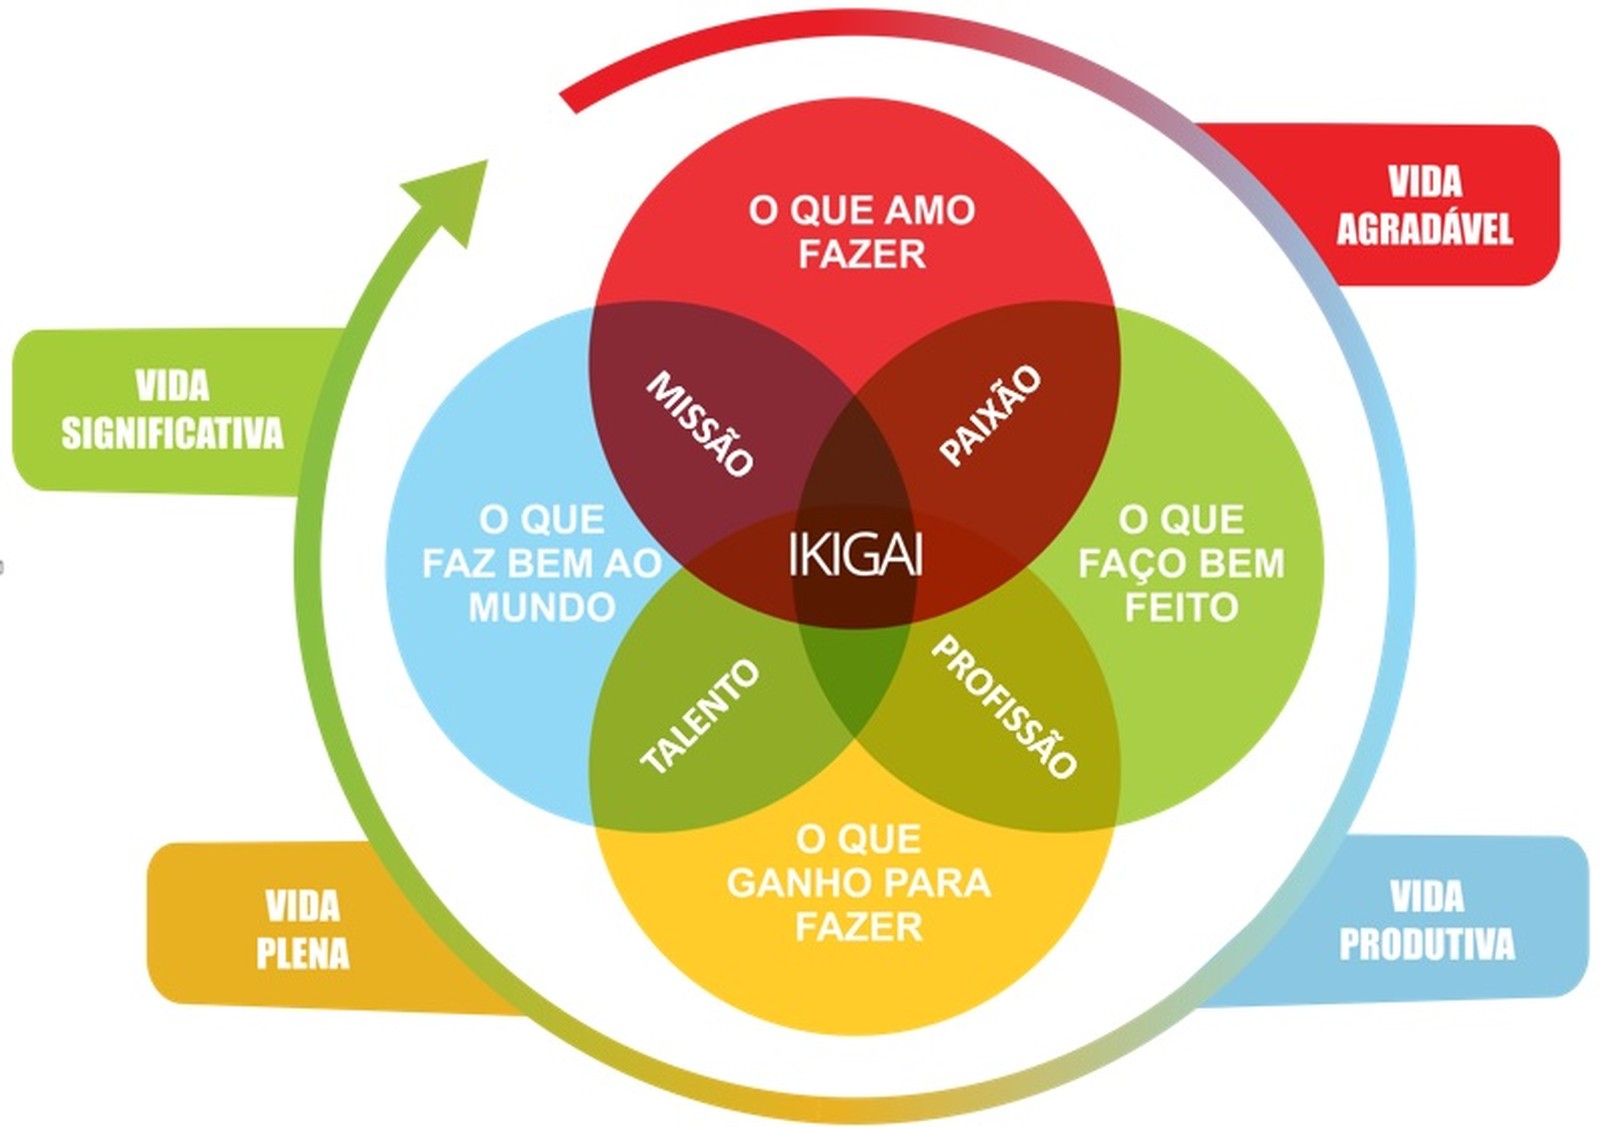 O QUE AMO
FAZER
VIDA
AGRADÁVEL
VIDA
SIGNIFICATIVA
MISSÃO
PAIXÃO
O QUE
FAZ BEM AO
MUNDO
IKIGAI
O QUE
FAÇO BEM
FEITO
TALENTO
PROFISSÃO
O QUE
GANHO PARA
FAZER
VIDA
PLENA
VIDA
PRODUTIVA